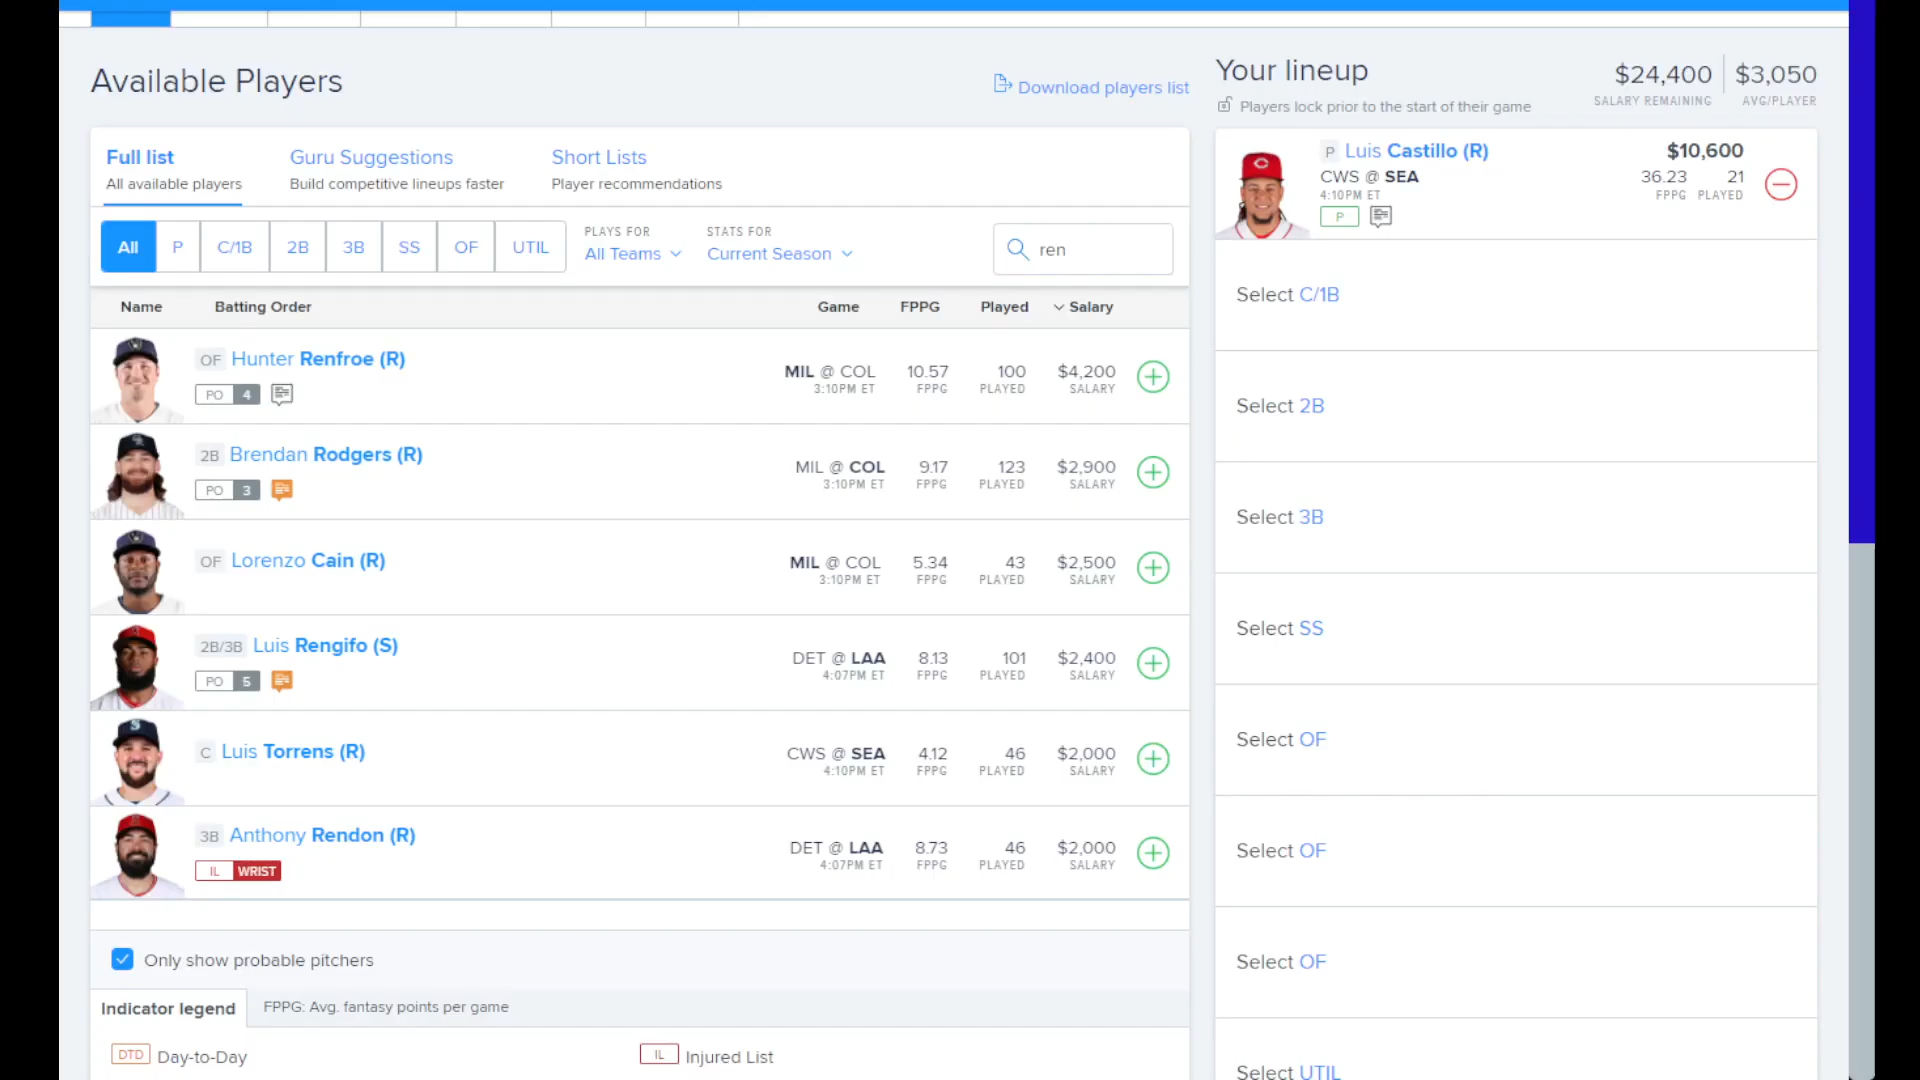 Available Players
Download players list
Full list
All available players
Guru Suggestions
Build competitive lineups faster
Short Lists
Player recommendations
All P C/1B 2B 3B SS OF UTIL
PLAYS FOR
All Teams
STATS FOR
Current Season
ren
Name Batting Order Game FPPG Played Salary
OF Hunter Renfroe (R)
PO 4
MIL @ COL 10.57 100 $4,200
3:10PM ET FPPG PLAYED SALARY
2B Brendan Rodgers (R)
PO 3
MIL @ COL 9.17 123 $2,900
3:10PM ET FPPG PLAYED SALARY
OF Lorenzo Cain (R)
MIL @ COL 5.34 43 $2,500
3:10PM ET FPPG PLAYED SALARY
2B/3B Luis Rengifo (S)
PO 5
DET @ LAA 8.13 101 $2,400
4:07PM ET FPPG PLAYED SALARY
C Luis Torrens (R)
CWS @ SEA 4.12 46 $2,000
4:10PM ET FPPG PLAYED SALARY
3B Anthony Rendon (R)
IL WRIST
DET @ LAA 8.73 46 $2,000
4:07PM ET FPPG PLAYED SALARY
Only show probable pitchers
Indicator legend FPPG: Avg. fantasy points per game
DTD Day-to-Day
IL Injured List
Your lineup
Players lock prior to the start of their game
$24,400
SALARY REMAINING
$3,050
AVG/PLAYER
P Luis Castillo (R)
CWS @ SEA
4:10PM ET
P
$10,600
36.23 21
FPPG PLAYED
Select C/1B
Select 2B
Select 3B
Select SS
Select OF
Select OF
Select OF
Select UTIL